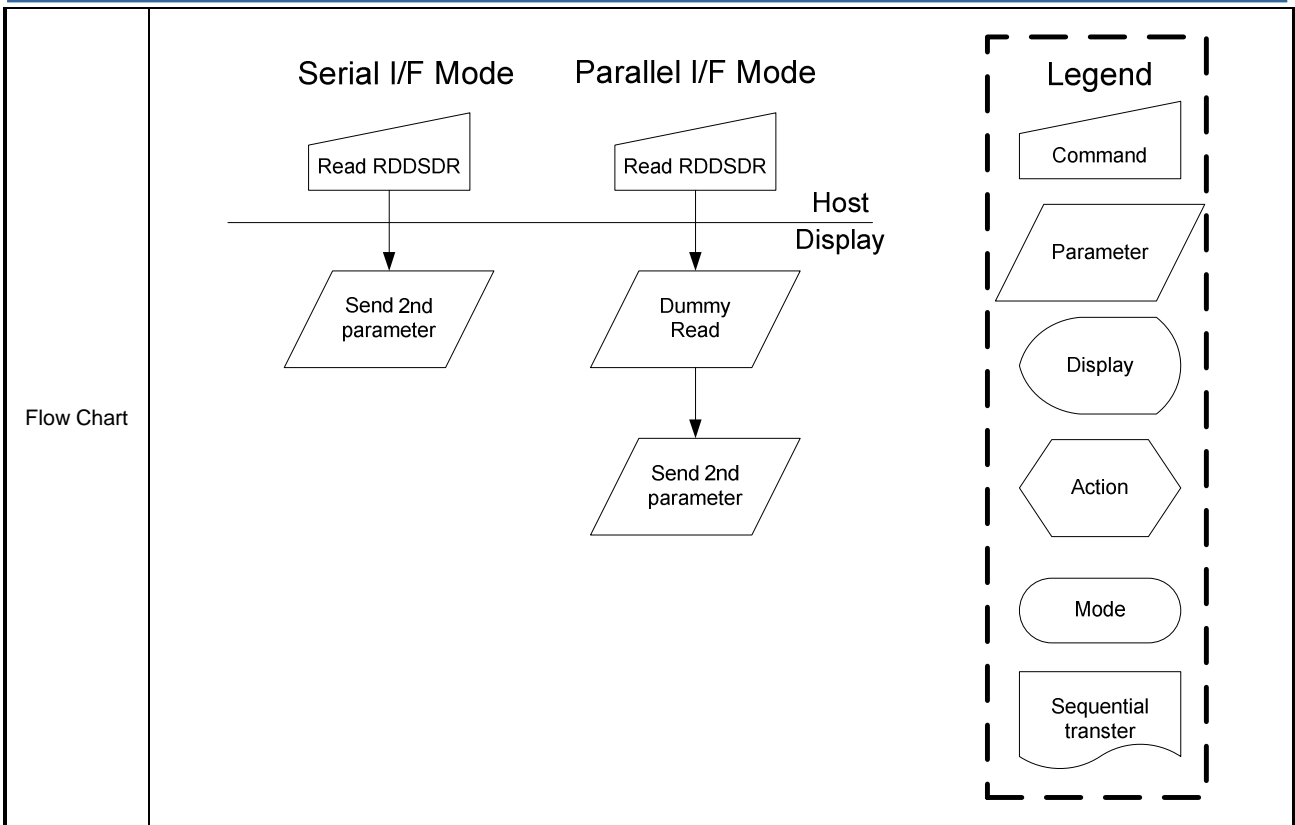 Flow Chart
Serial I/F Mode
Parallel I/F Mode
Read RDDSDR
Read RDDSDR
Host
Display
Send 2nd
parameter
Dummy
Read
Send 2nd
parameter
Legend
Command
Parameter
Display
Action
Mode
Sequential
transter